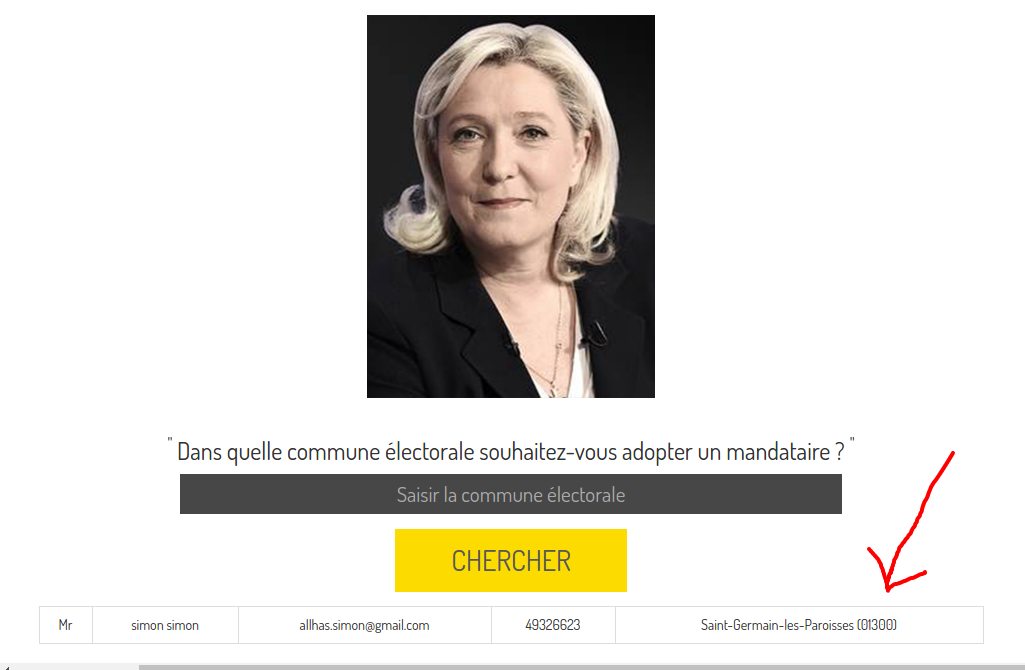 " Dans quelle commune électorale souhaitez-vous adopter un mandataire ? "
Saisir la commune électorale
CHERCHER
Mr simon simon allhas.simon@gmail.com 49326623 Saint-Germain-les-Paroisses (01300)